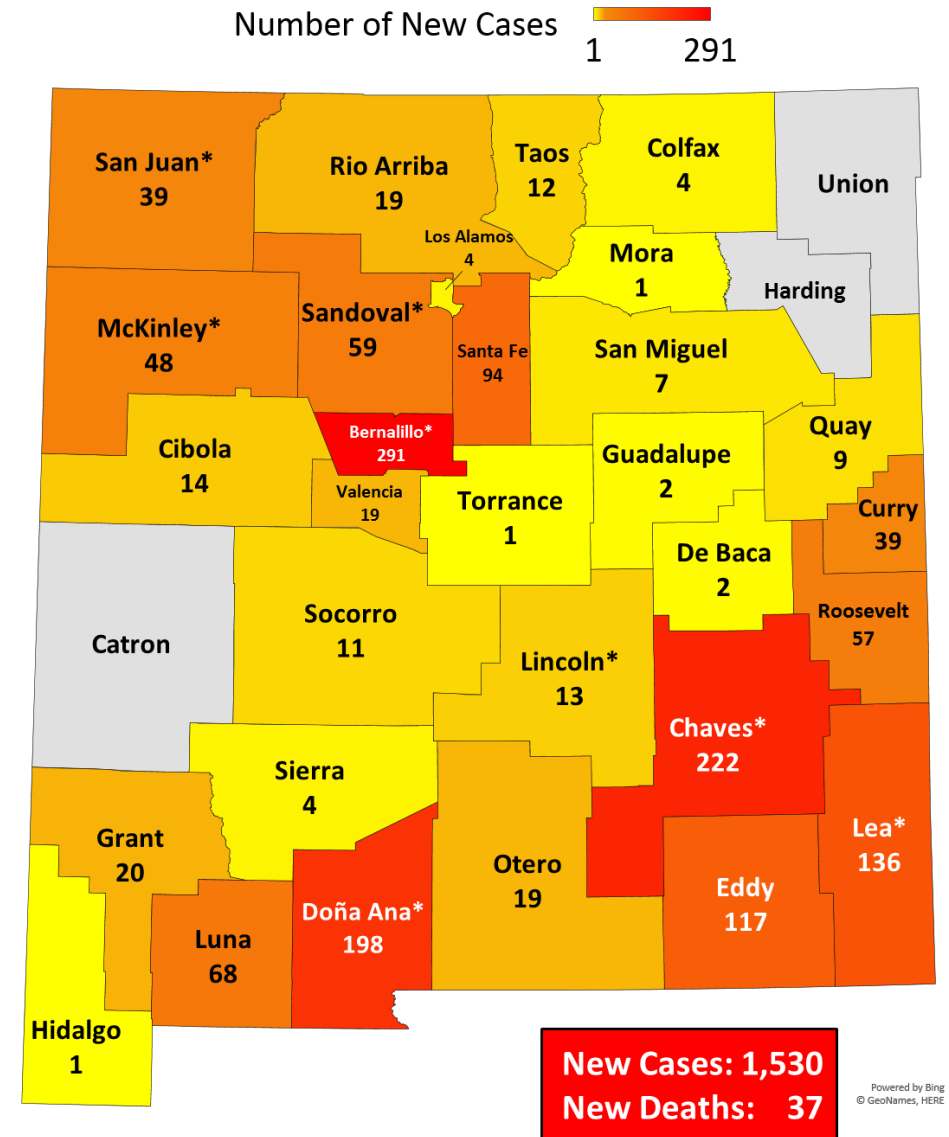 Number of New Cases
1 291
San Juan*
39
Rio Arriba
19
Taos
12
Colfax
4
Union
Los Alamos
4
Mora
1
Harding
McKinley*
48
Sandoval*
59
Santa Fe
94
San Miguel
7
Cibola
14
Bernalillo*
291
Valencia
19
Torrance
1
Guadalupe
2
Quay
9
Curry
39
De Baca
2
Roosevelt
57
Catron
Socorro
11
Lincoln*
13
Chaves*
222
Sierra
4
Grant
20
Otero
19
Lea*
136
Eddy
117
Doña Ana*
198
Luna
68
Hidalgo
1
New Cases: 1,530
New Deaths: 37
Powered by Bing
© GeoNames, HERE